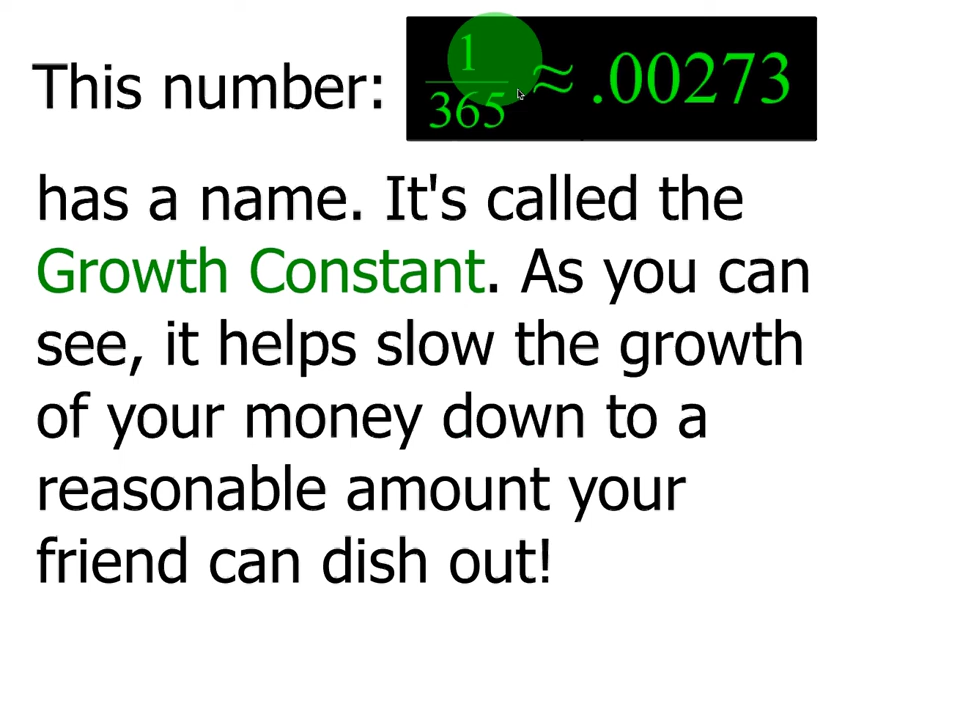 This number: 1/365 ≈ .00273
has a name. It's called the
Growth Constant. As you can
see, it helps slow the growth
of your money down to a
reasonable amount your
friend can dish out!